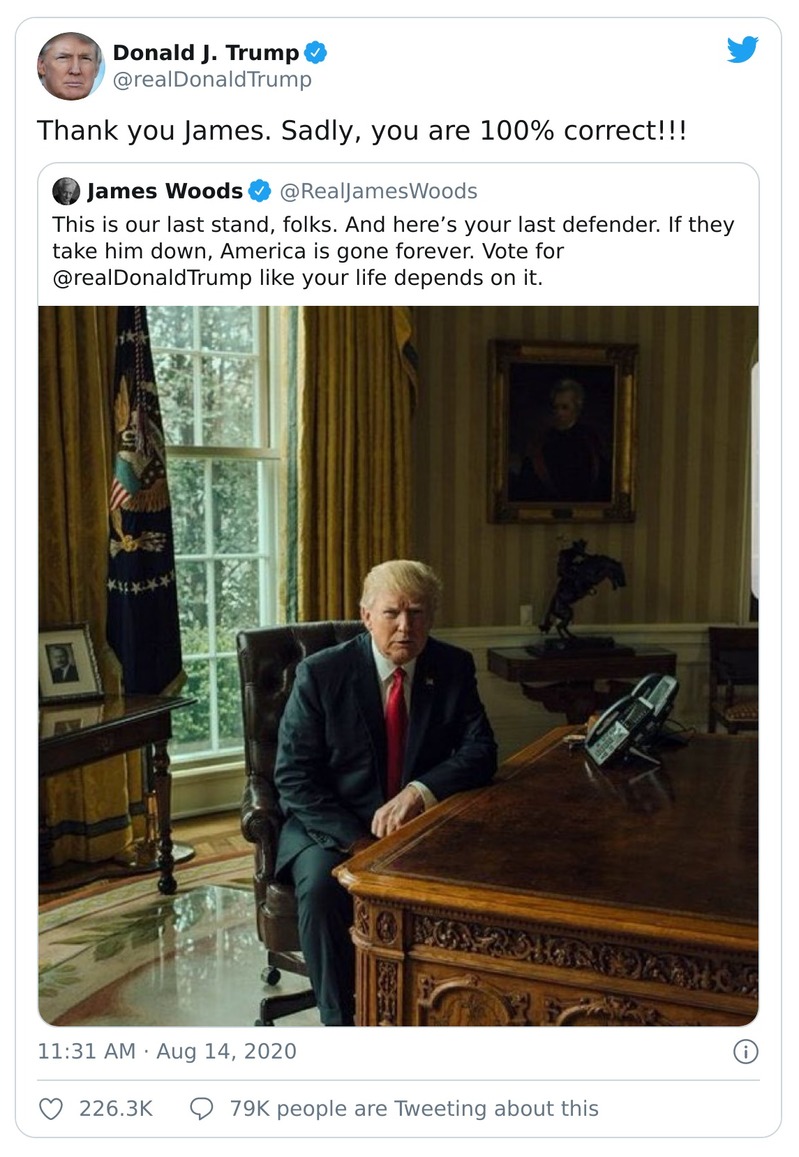 Donald J. Trump
@realDonaldTrump
Thank you James. Sadly, you are 100% correct!!!
James Woods @RealJamesWoods
This is our last stand, folks. And here’s your last defender. If they
take him down, America is gone forever. Vote for
@realDonaldTrump like your life depends on it.
11:31 AM · Aug 14, 2020
226.3K 79K people are Tweeting about this